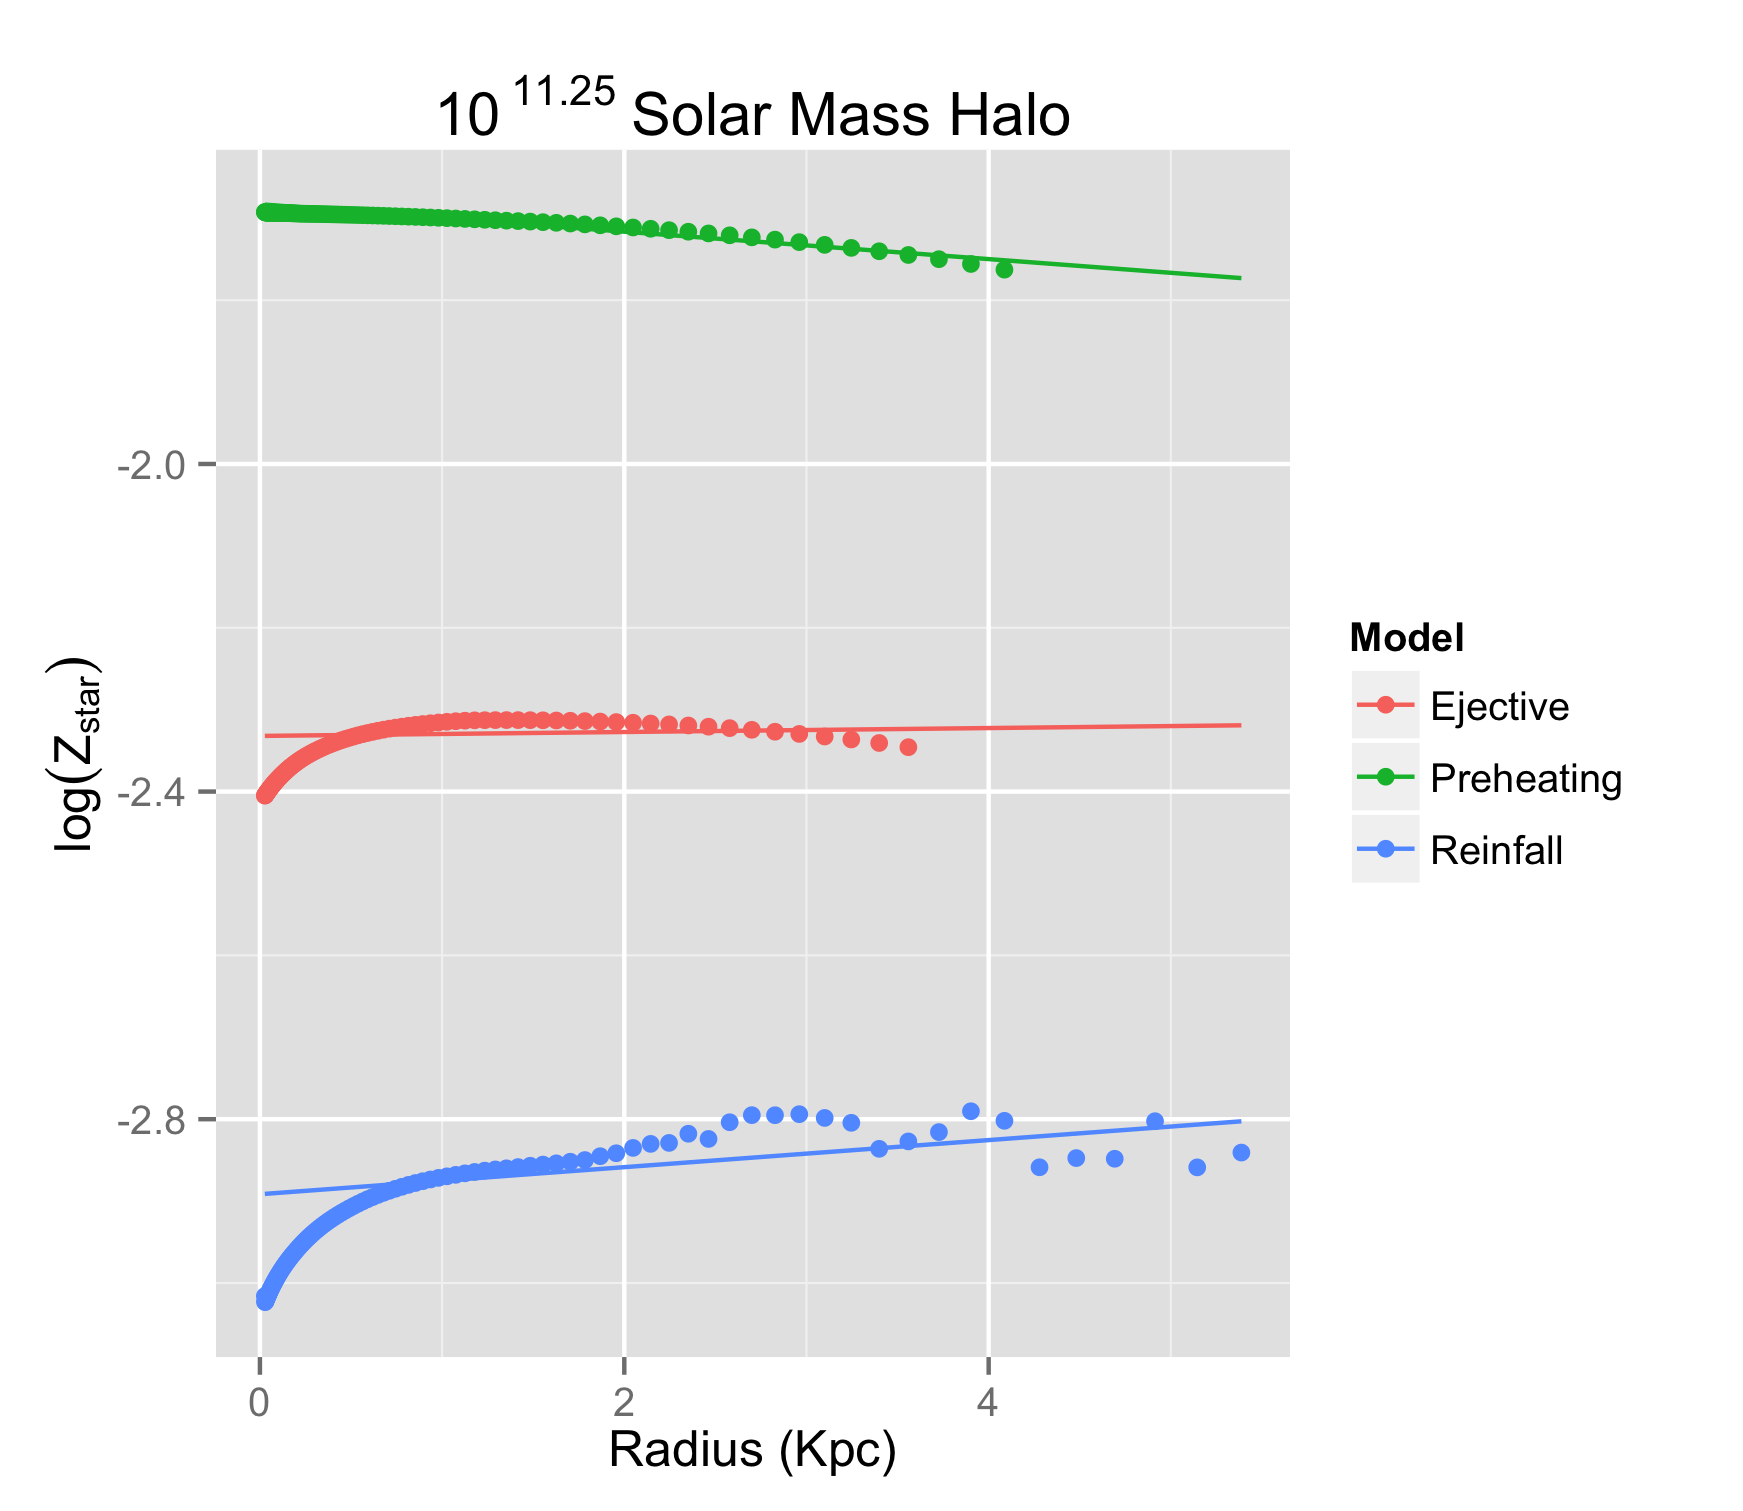 10 11.25 Solar Mass Halo
log(Zstar)
-2.0
-2.4
-2.8
0 2 4
Radius (Kpc)
Model
Ejective
Preheating
Reinfall